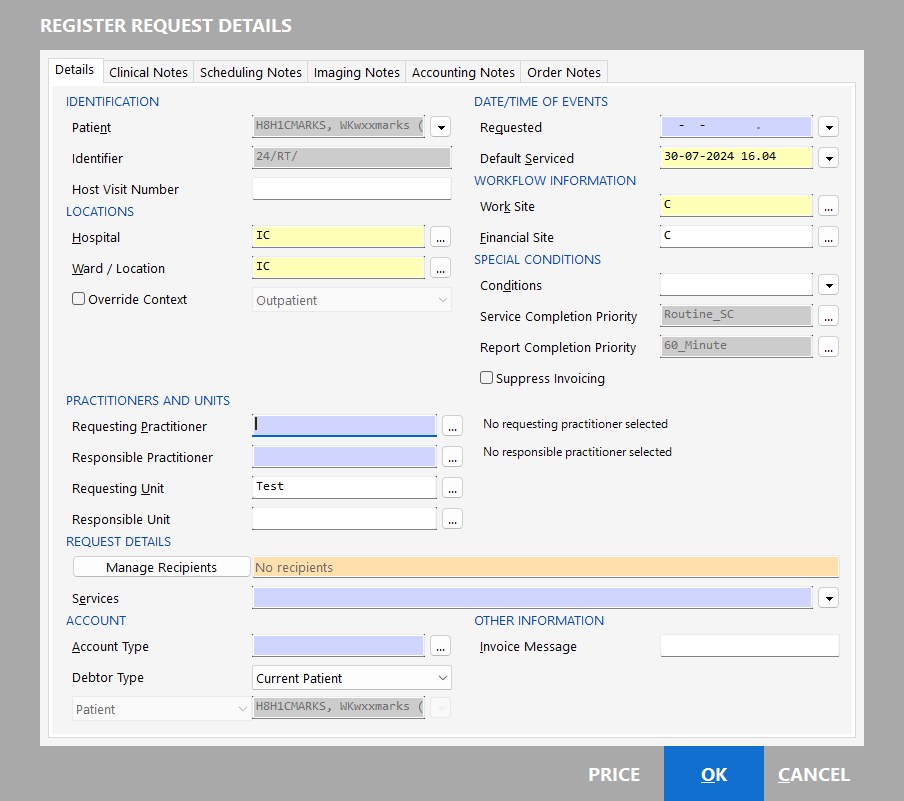 REGISTER REQUEST DETAILS
Details Clinical Notes Scheduling Notes Imaging Notes Accounting Notes Order Notes
IDENTIFICATION
Patient H8H1CMARKS, WKwxxmarks (
Identifier 24/RT/
Host Visit Number
LOCATIONS
Hospital IC ...
Ward / Location IC ...
Override Context Outpatient
DATE/TIME OF EVENTS
Requested - - .
Default Serviced 30-07-2024 16.04
WORKFLOW INFORMATION
Work Site C ...
Financial Site C ...
SPECIAL CONDITIONS
Conditions
Service Completion Priority Routine_SC ...
Report Completion Priority 60_Minute ...
Suppress Invoicing
PRACTITIONERS AND UNITS
Requesting Practitioner ... No requesting practitioner selected
Responsible Practitioner ... No responsible practitioner selected
Requesting Unit Test ...
Responsible Unit ...
REQUEST DETAILS
Manage Recipients No recipients
Services
ACCOUNT
Account Type ...
Debtor Type Current Patient
Patient H8H1CMARKS, WKwxxmarks (
OTHER INFORMATION
Invoice Message
PRICE OK CANCEL